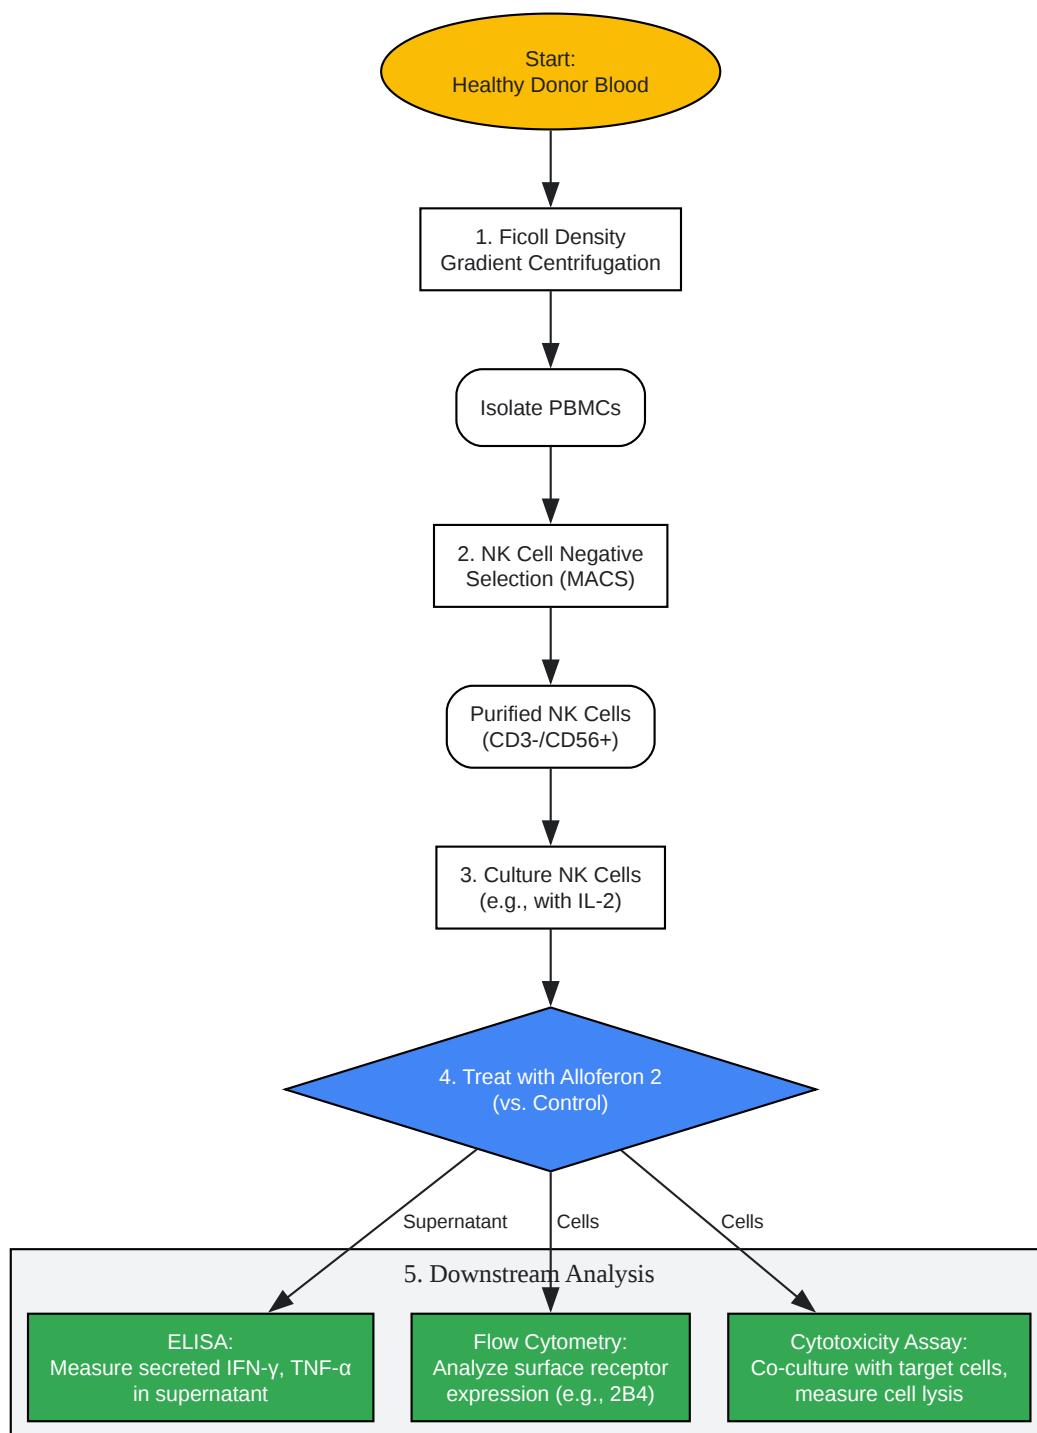 Start:
Healthy Donor Blood
1. Ficoll Density
Gradient Centrifugation
Isolate PBMCs
2. NK Cell Negative
Selection (MACS)
Purified NK Cells
(CD3-/CD56+)
3. Culture NK Cells
(e.g., with IL-2)
4. Treat with Alloferon 2
(vs. Control)
Supernatant
Cells
Cells
5. Downstream Analysis
ELISA:
Measure secreted IFN-γ, TNF-α
in supernatant
Flow Cytometry:
Analyze surface receptor
expression (e.g., 2B4)
Cytotoxicity Assay:
Co-culture with target cells,
measure cell lysis